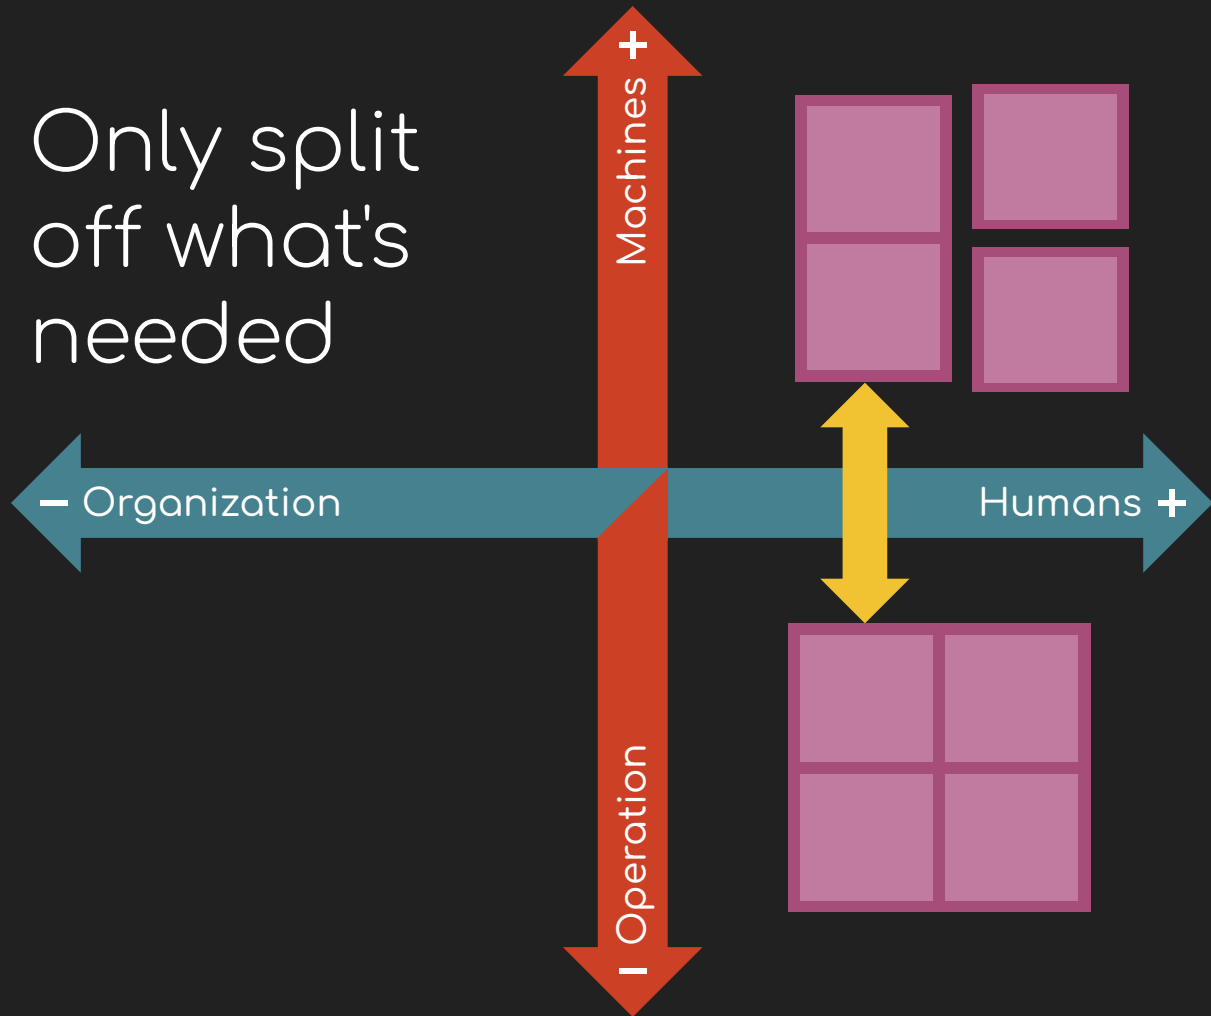 Only split
off what's
needed
Machines +
− Organization
Humans +
− Operation